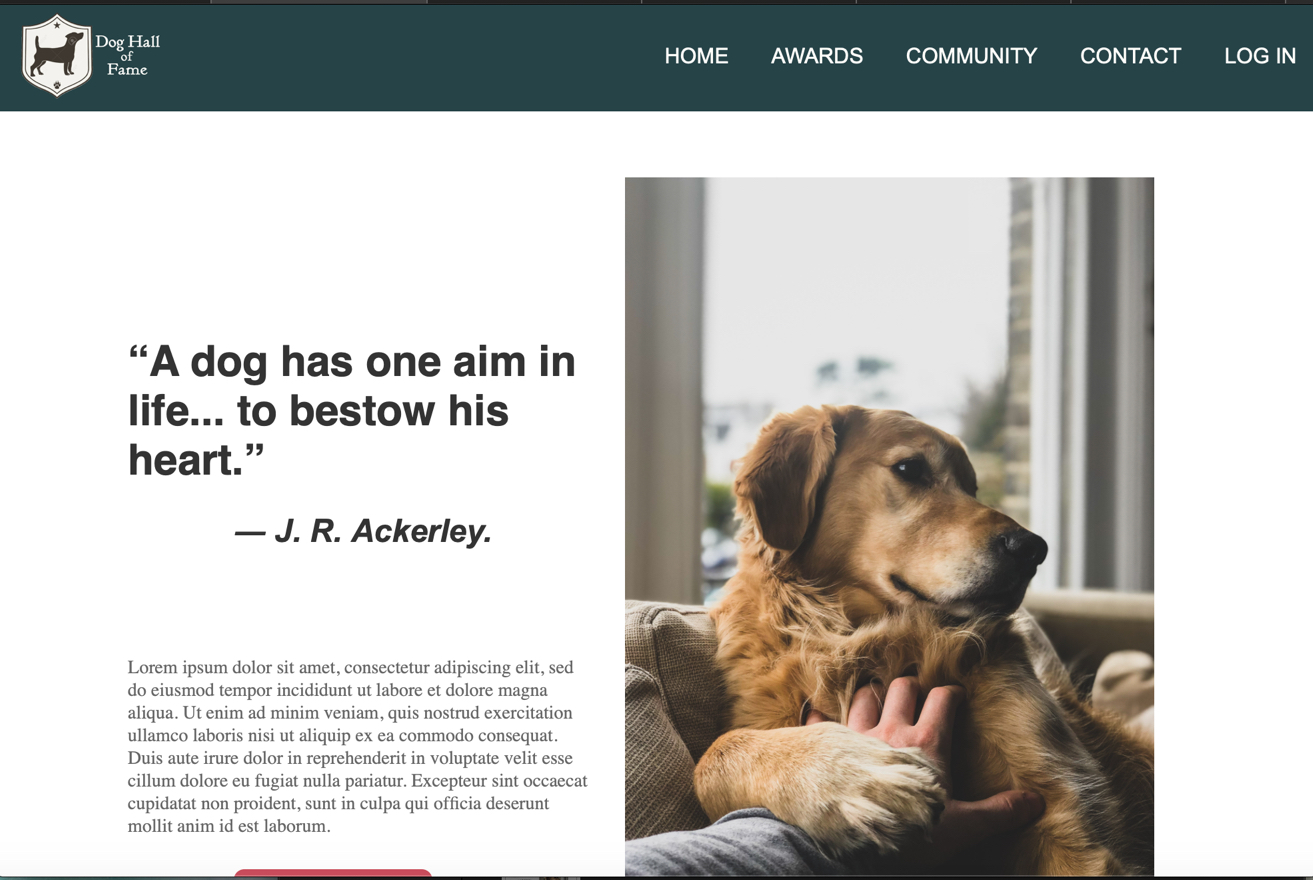 Dog Hall
of
Fame
HOME AWARDS COMMUNITY CONTACT LOG IN
“A dog has one aim in
life... to bestow his
heart.”
— J. R. Ackerley.
Lorem ipsum dolor sit amet, consectetur adipiscing elit, sed
do eiusmod tempor incididunt ut labore et dolore magna
aliqua. Ut enim ad minim veniam, quis nostrud exercitation
ullamco laboris nisi ut aliquip ex ea commodo consequat.
Duis aute irure dolor in reprehenderit in voluptate velit esse
cillum dolore eu fugiat nulla pariatur. Excepteur sint occaecat
cupidatat non proident, sunt in culpa qui officia deserunt
mollit anim id est laborum.